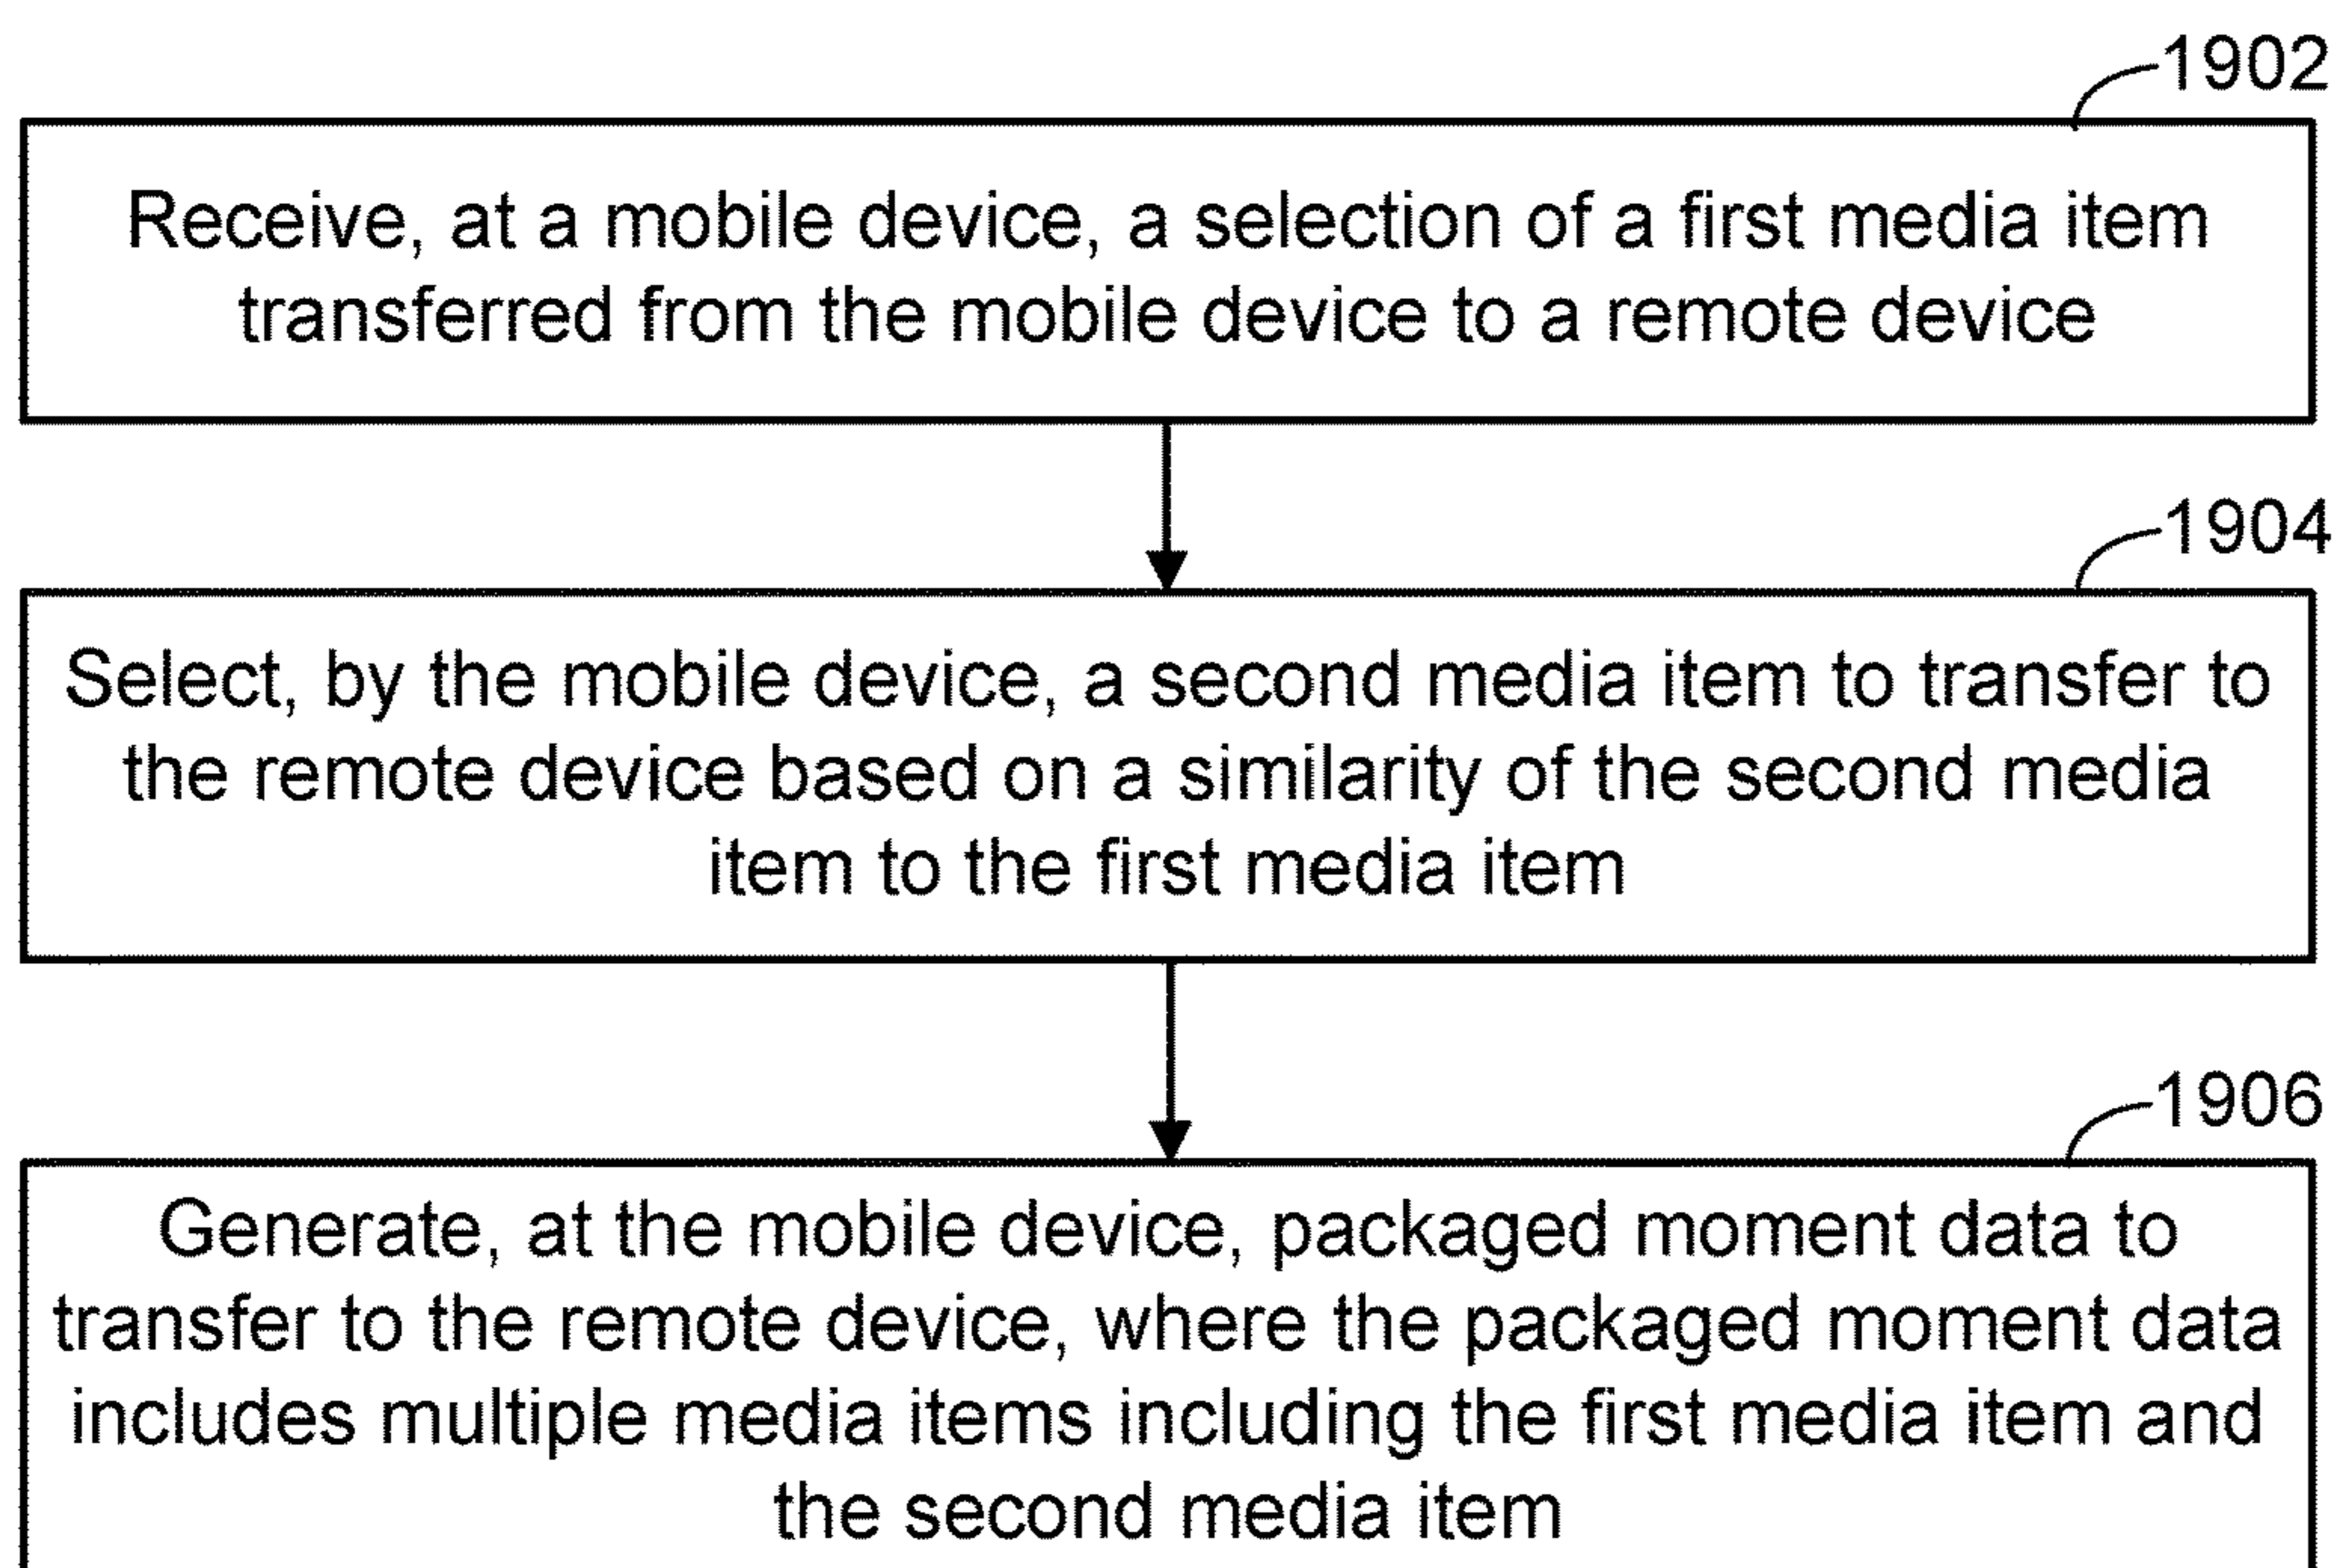 1902
Receive, at a mobile device, a selection of a first media item
transferred from the mobile device to a remote device
1904
Select, by the mobile device, a second media item to transfer to
the remote device based on a similarity of the second media
item to the first media item
1906
Generate, at the mobile device, packaged moment data to
transfer to the remote device, where the packaged moment data
includes multiple media items including the first media item and
the second media item